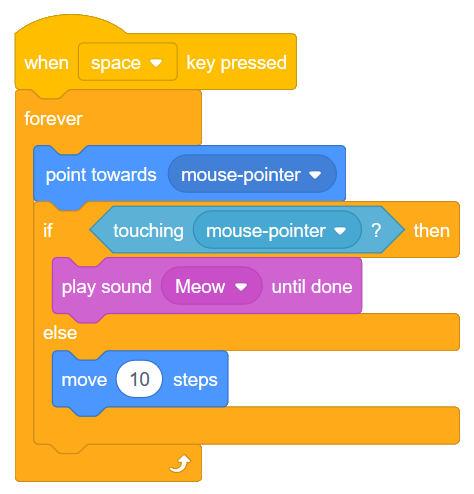 when space key pressed
forever
point towards mouse-pointer
if touching mouse-pointer ? then
play sound Meow until done
else
move 10 steps